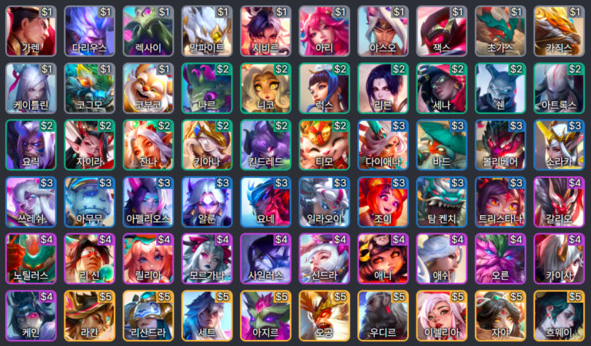 $1 $1 $1 $1 $1 $1 $1 $1 $1 $1
가렌 다리우스 렉사이 말파이트 자비르 아리 야스오 잭스 초가스 카직스
$1 $1 $1 $2 $2 $2 $2 $2 $2 $2
케이틀린 코그모 코부코 나르 니코 럭스 리븐 세나 쉔 아트록스
$2 $2 $2 $2 $2 $2 $3 $3 $3 $3
요릭 자이라 잔나 키아나 킨드레드 티모 다이애나 바드 볼리베어 소라카
$3 $3 $3 $3 $3 $3 $3 $3 $3 $4
쓰레쉬 아무무 아펠리오스 알룬 요네 일라오이 조이 탐 켄치 트리스타나 갈리오
$4 $4 $4 $4 $4 $4 $4 $4 $4 $4
노틸러스 리 신 릴리아 모르가나 사일러스 신드라 애니 애쉬 오른 카이사
$4 $5 $5 $5 $5 $5 $5 $5 $5 $5
케인 라칸 리산드라 세트 아지르 오공 우디르 이렐리아 자야 흐웨이